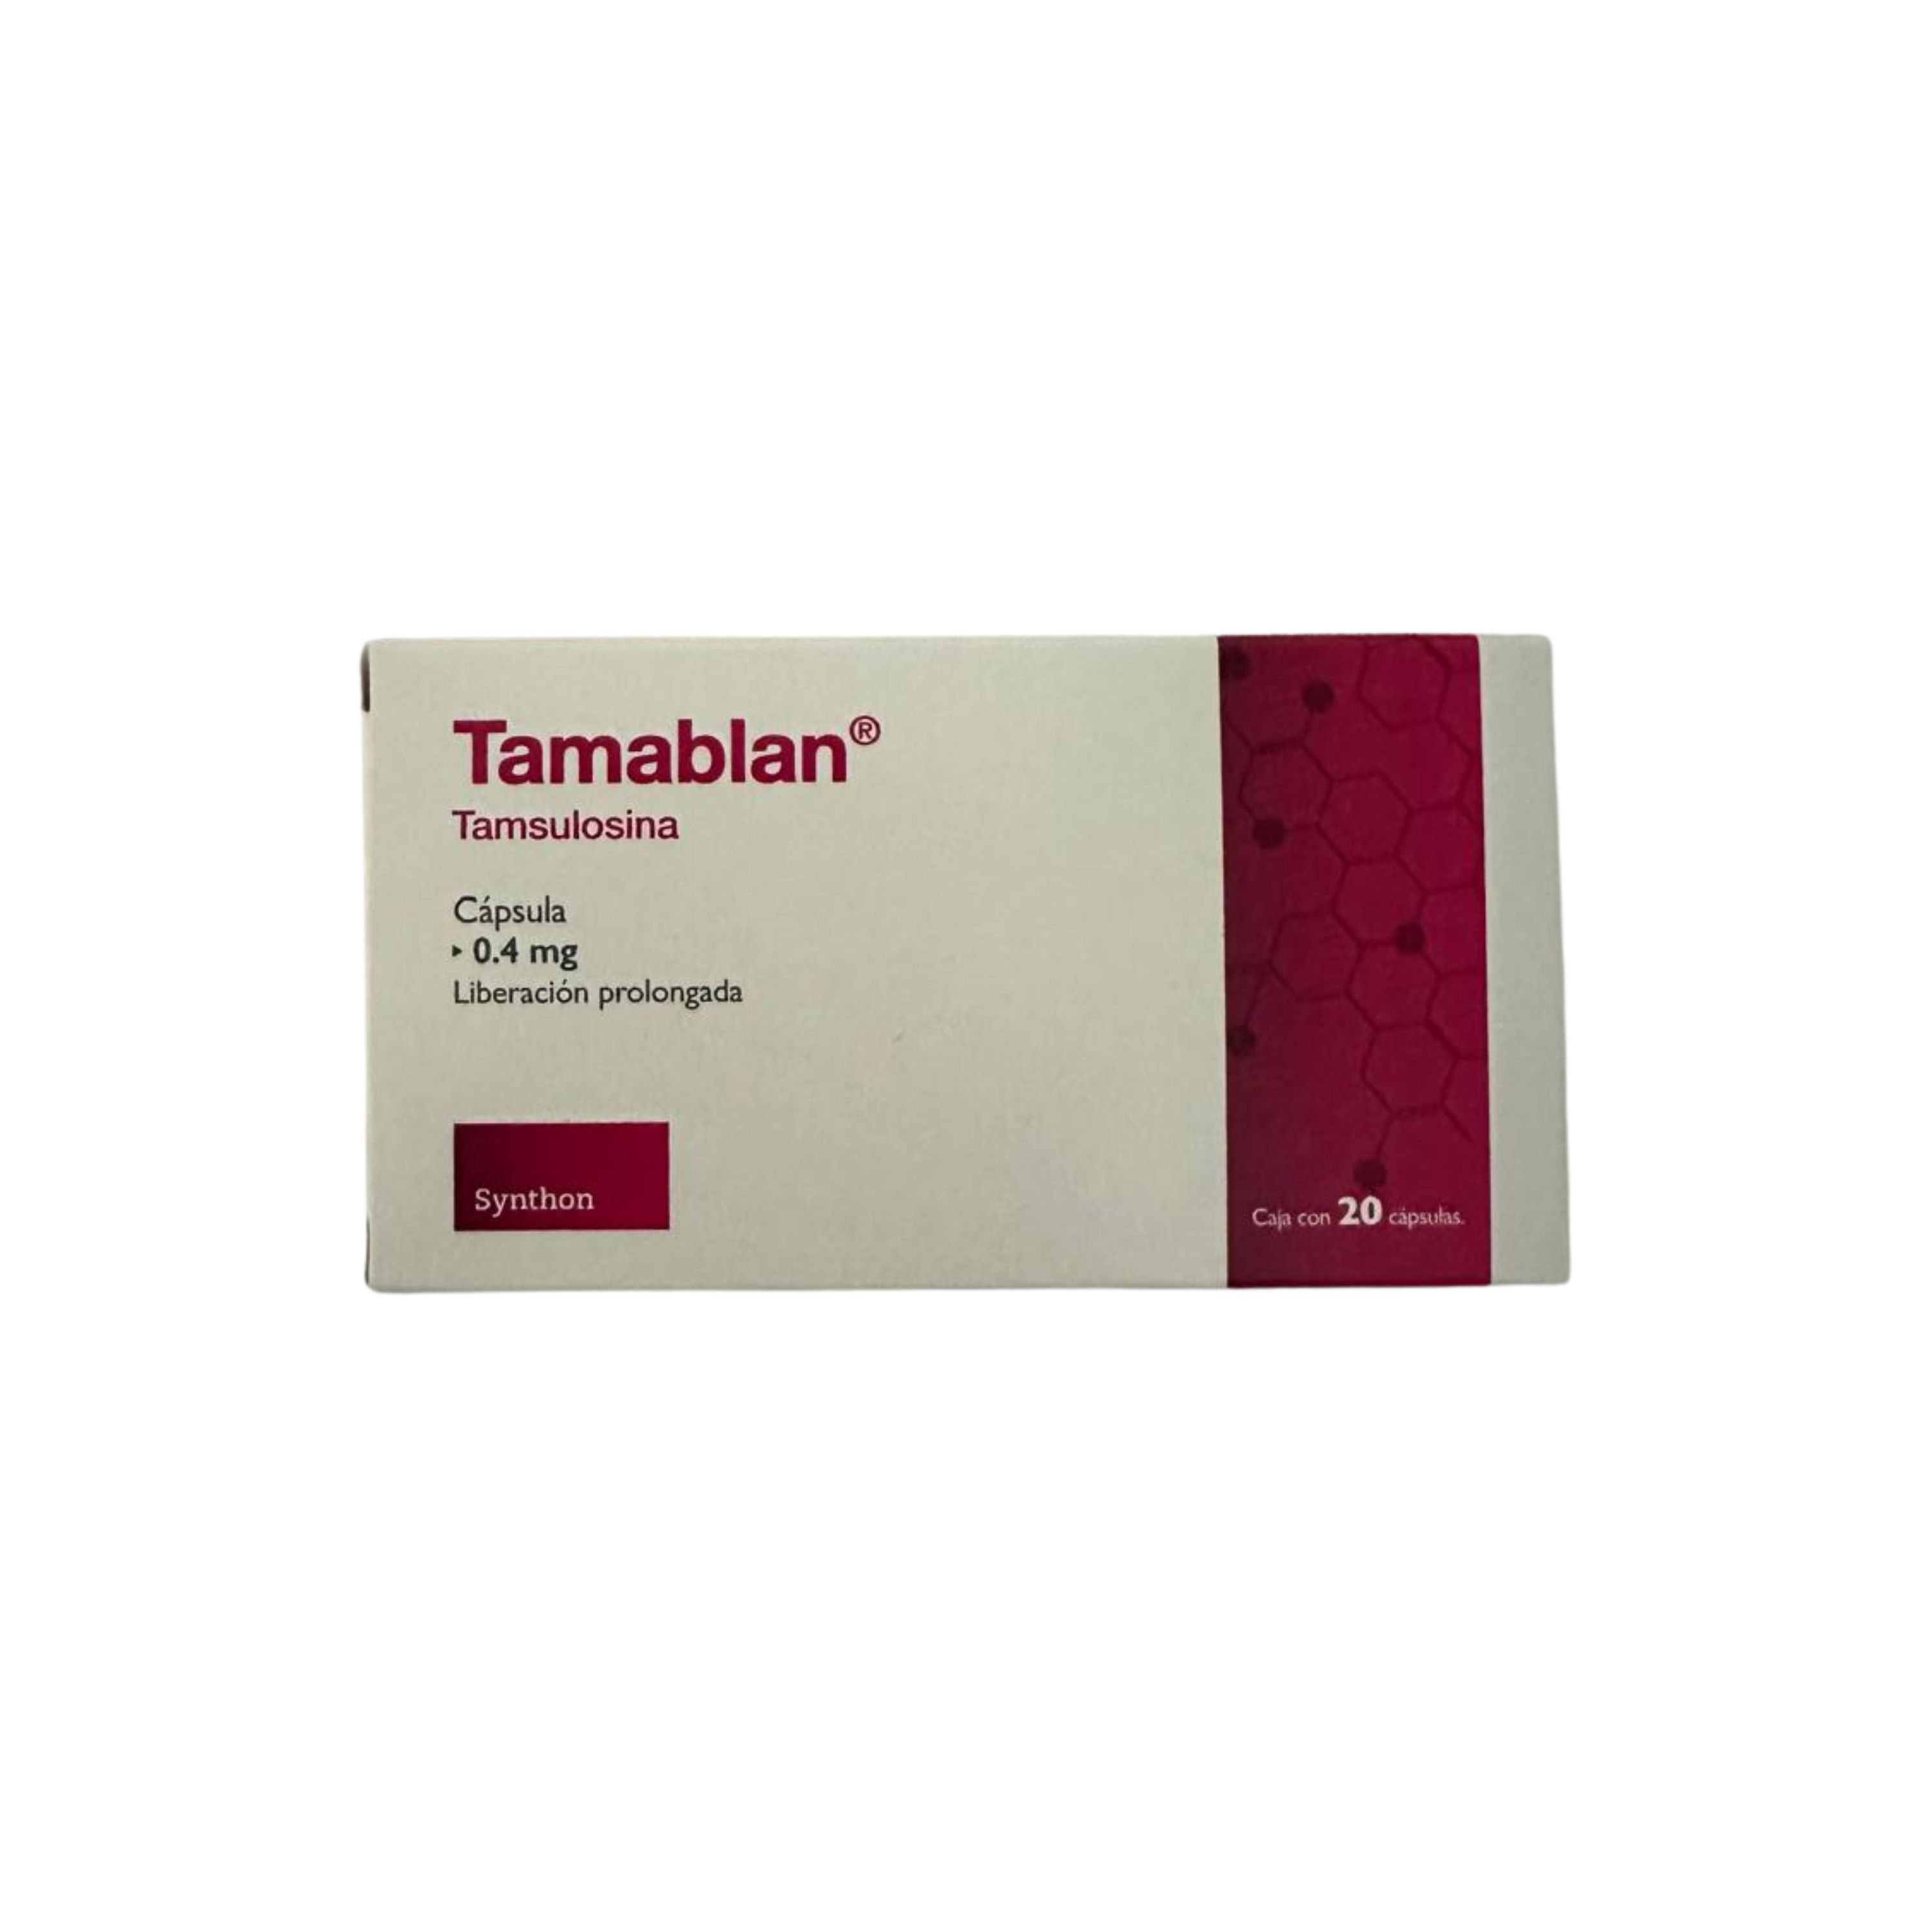 Tamablan®
Tamsulosina
Cápsula
▸ 0.4 mg
Liberación prolongada
Synthon
Caja con 20 cápsulas.